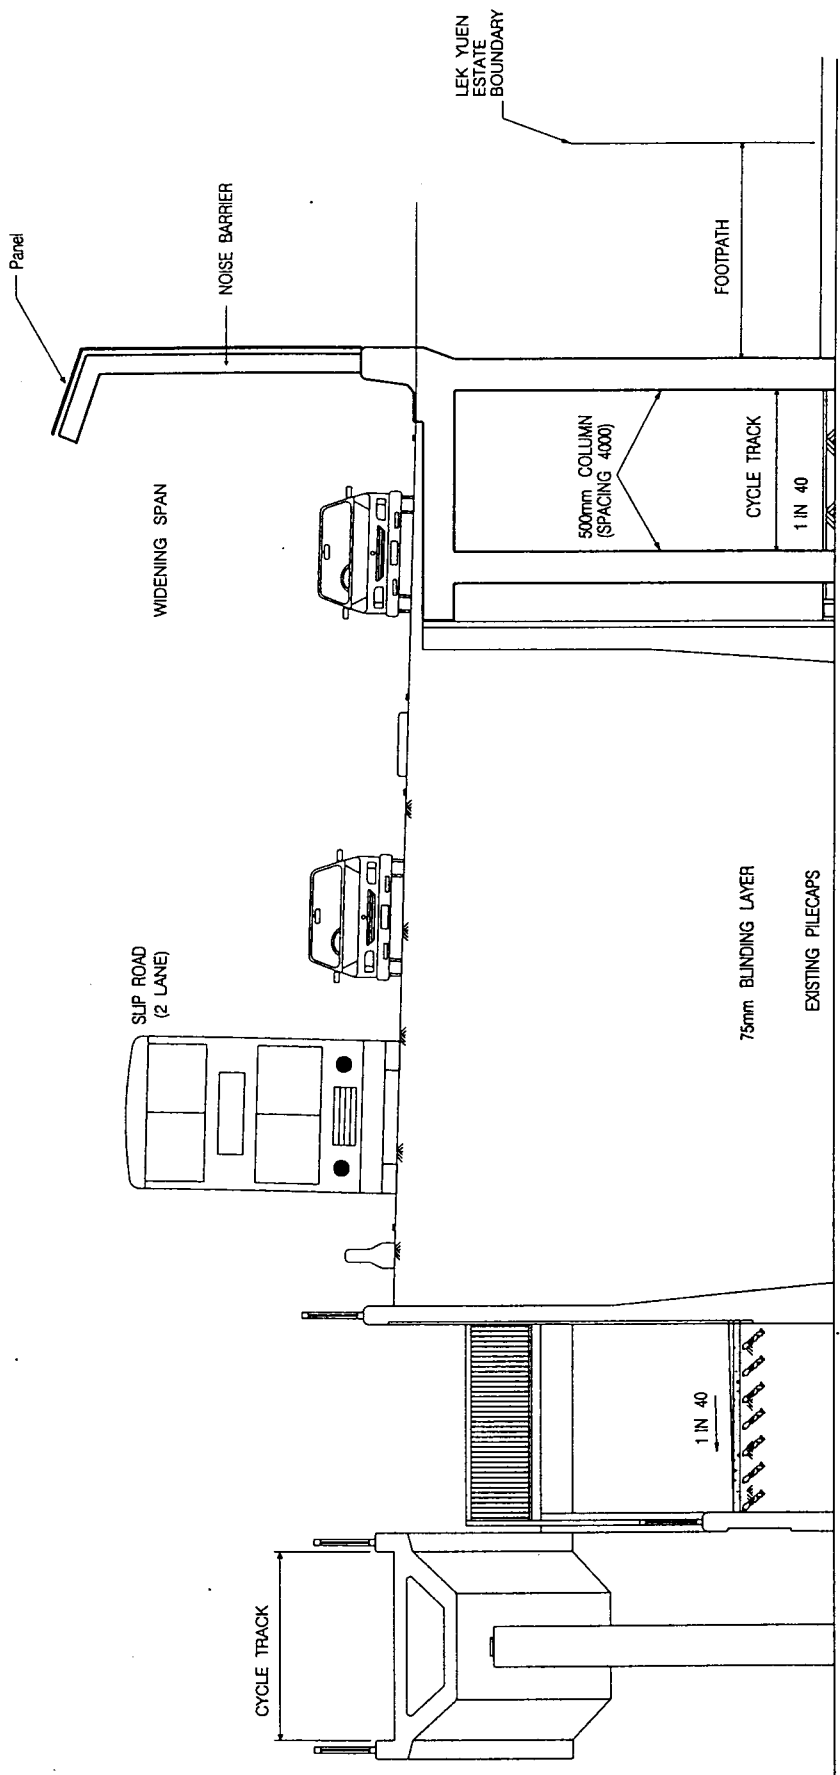 CYCLE TRACK
1 IN 40
SLIP ROAD
(2 LANE)
75mm BLINDING LAYER
EXISTING PILECAPS
WIDENING SPAN
Panel
NOISE BARRIER
500mm COLUMN
(SPACING 4000)
CYCLE TRACK
1 IN 40
FOOTPATH
LEK YUEN
ESTATE
BOUNDARY